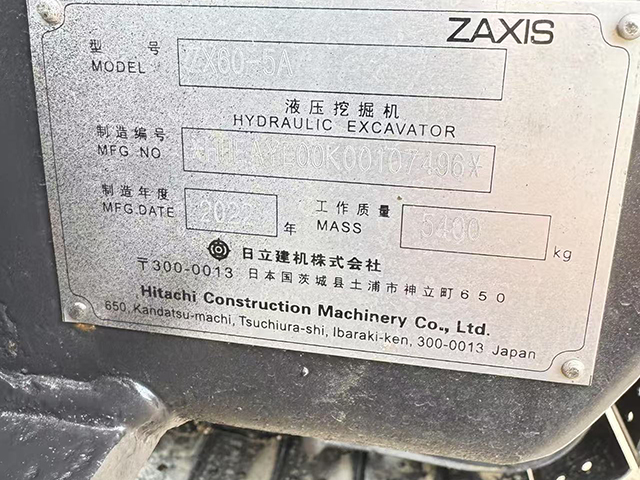 ZAXIS
型 号
MODEL ZX60-5A
液压挖掘机
HYDRAULIC EXCAVATOR
制造编号
MFG NO
制造年度 工作质量
MFG.DATE 2022 年 MASS 5400 kg
日立建机株式会社
〒300-0013 日本国茨城县土浦市神立町650
Hitachi Construction Machinery Co., Ltd.
650, Kandatsu-machi, Tsuchiura-shi, Ibaraki-ken, 300-0013 Japan